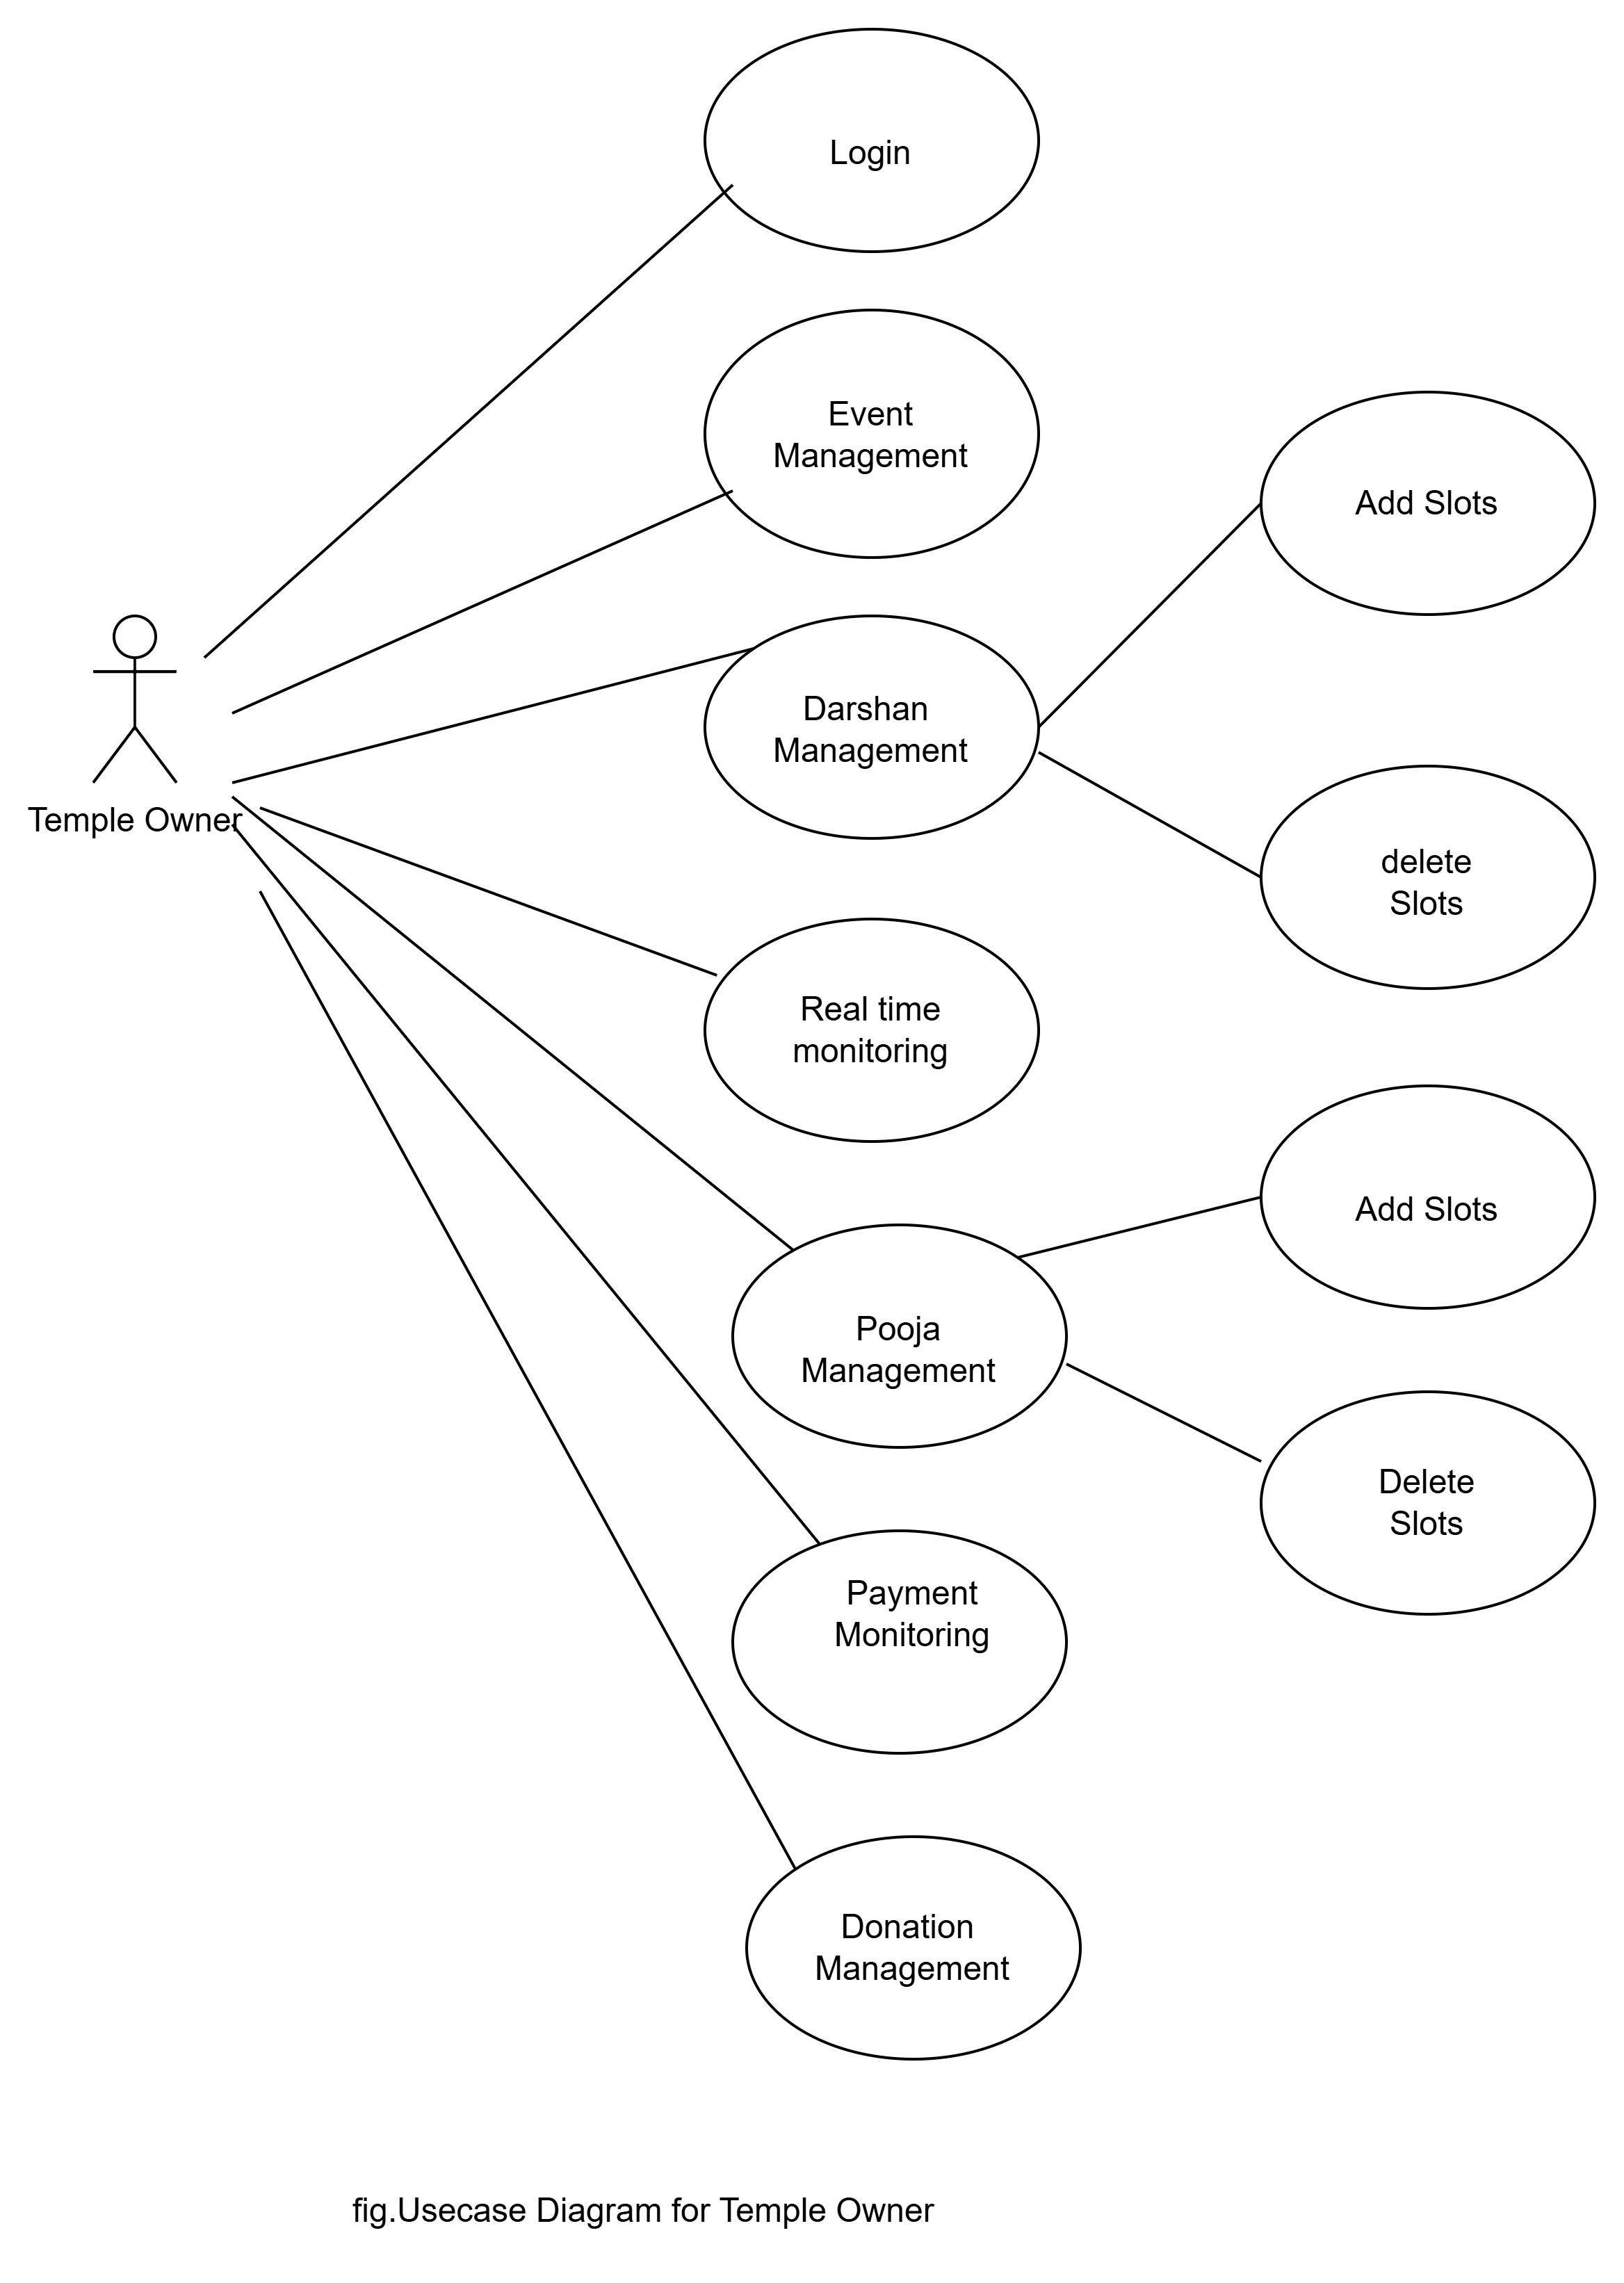 Login
Event
Management
Add Slots
Darshan
Management
Temple Owner
delete
Slots
Real time
monitoring
Add Slots
Pooja
Management
Delete
Slots
Payment
Monitoring
Donation
Management
fig.Usecase Diagram for Temple Owner